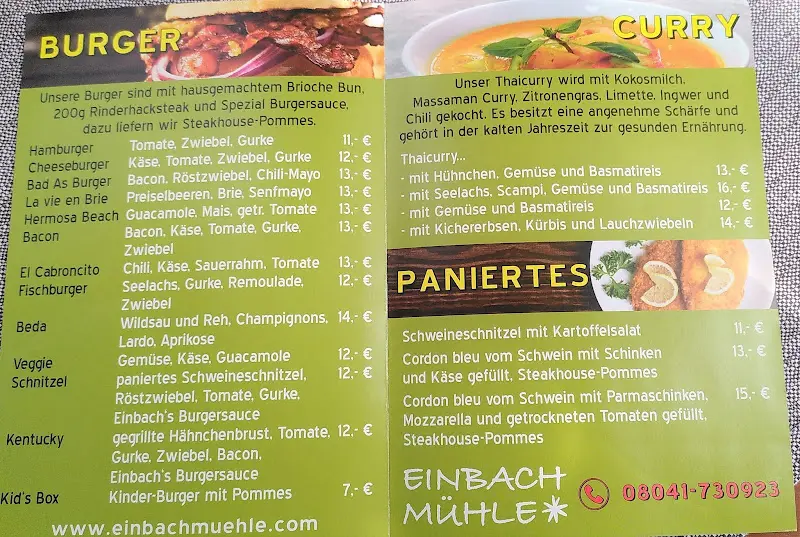 BURGER
Unsere Burger sind mit hausgemachtem Brioche Bun,
200g Rinderhacksteak und Spezial Burgersauce,
dazu liefern wir Steakhouse-Pommes.
Hamburger Tomate, Zwiebel, Gurke 11,- €
Cheeseburger Käse, Tomate, Zwiebel, Gurke 12,- €
Bad As Burger Bacon, Röstzwiebel, Chili-Mayo 13,- €
La vie en Brie Preiselbeeren, Brie, Senfmayo 13,- €
Hermosa Beach Guacamole, Mais, getr. Tomate 13,- €
Bacon Bacon, Käse, Tomate, Gurke, 13,- €
Zwiebel
El Cabroncito Chili, Käse, Sauerrahm, Tomate 13,- €
Fischburger Seelachs, Gurke, Remoulade, 12,- €
Zwiebel
Beda Wildsau und Reh, Champignons, 14,- €
Lardo, Aprikose
Veggie Gemüse, Käse, Guacamole 12,- €
Schnitzel paniertes Schweineschnitzel, 12,- €
Röstzwiebel, Tomate, Gurke,
Einbach's Burgersauce
Kentucky gegrillte Hähnchenbrust, Tomate, 12,- €
Gurke, Zwiebel, Bacon,
Einbach's Burgersauce
Kid's Box Kinder-Burger mit Pommes 7,- €
www.einbachmuehle.com
CURRY
Unser Thaicurry wird mit Kokosmilch,
Massaman Curry, Zitronengras, Limette, Ingwer und
Chili gekocht. Es besitzt eine angenehme Schärfe und
gehört in der kalten Jahreszeit zur gesunden Ernährung.
Thaicurry...
- mit Hühnchen, Gemüse und Basmatireis 13,- €
- mit Seelachs, Scampi, Gemüse und Basmatireis 16,- €
- mit Gemüse und Basmatireis 12,- €
- mit Kichererbsen, Kürbis und Lauchzwiebeln 14,- €
PANIERTES
Schweineschnitzel mit Kartoffelsalat 11,- €
Cordon bleu vom Schwein mit Schinken 13,- €
und Käse gefüllt, Steakhouse-Pommes
Cordon bleu vom Schwein mit Parmaschinken, 15,- €
Mozzarella und getrockneten Tomaten gefüllt,
Steakhouse-Pommes
EINBACH
MÜHLE
08041-730923